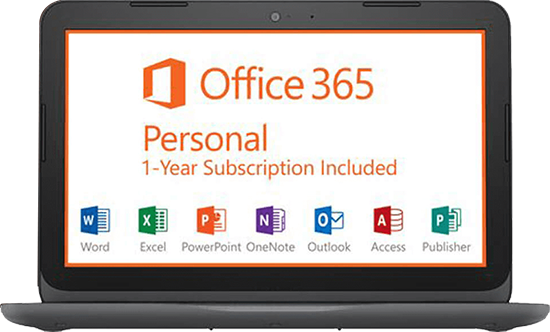 Office 365
Personal
1-Year Subscription Included
W X P N O A P
Word Excel PowerPoint OneNote Outlook Access Publisher